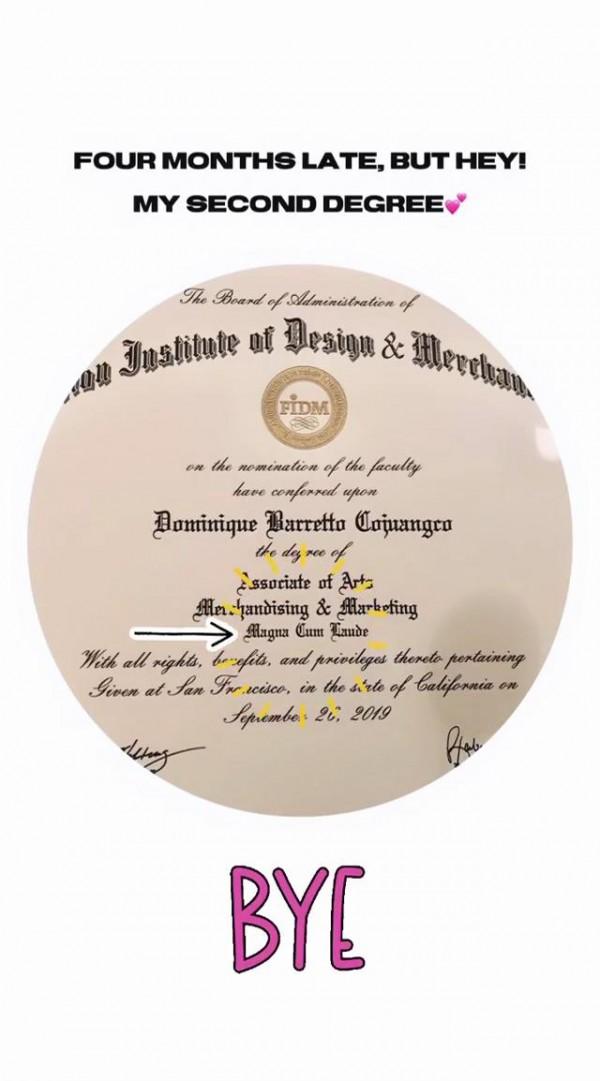 FOUR MONTHS LATE, BUT HEY!
MY SECOND DEGREE💕
The Board of Administration of
Institute of Design & Merchan
FIDM
on the nomination of the faculty
have conferred upon
Dominique Barretto Cojuangco
the degree of
Associate of Arts
Merchandising & Marketing
Magna Cum Laude
With all rights, benefits, and privileges thereto pertaining
Given at San Francisco, in the state of California on
September 26, 2019
BYE